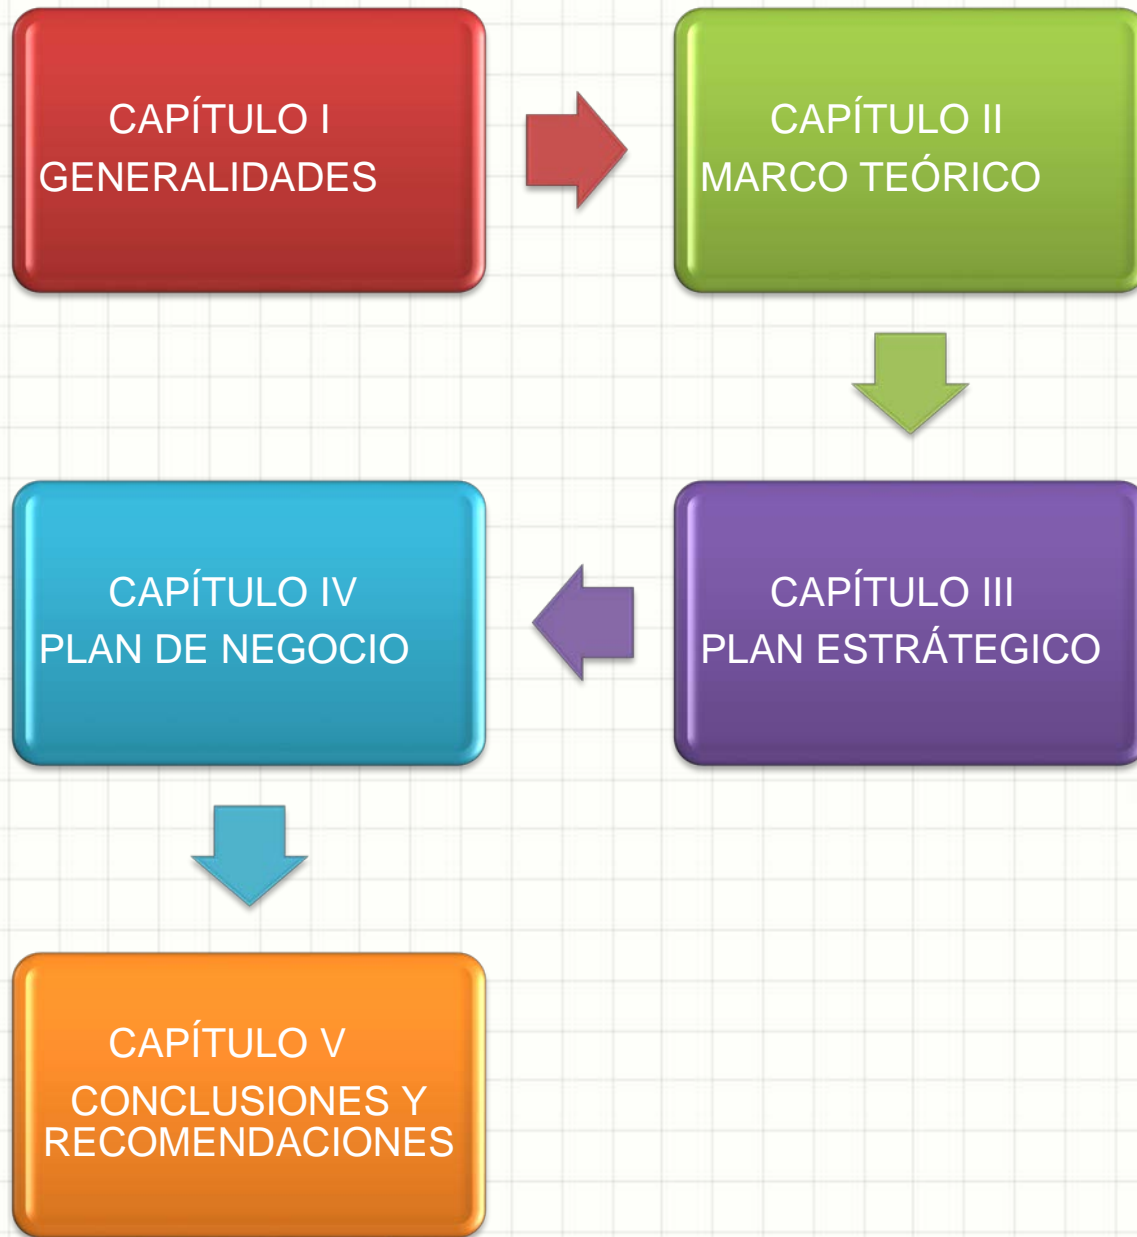 CAPÍTULO I
GENERALIDADES
CAPÍTULO II
MARCO TEÓRICO
CAPÍTULO III
PLAN ESTRÁTEGICO
CAPÍTULO IV
PLAN DE NEGOCIO
CAPÍTULO V
CONCLUSIONES Y
RECOMENDACIONES